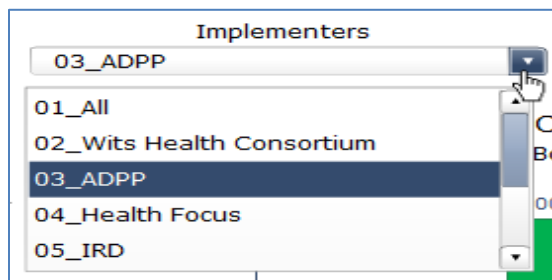 Implementers
03_ADPP
01_All
02_Wits Health Consortium
03_ADPP
04_Health Focus
05_IRD